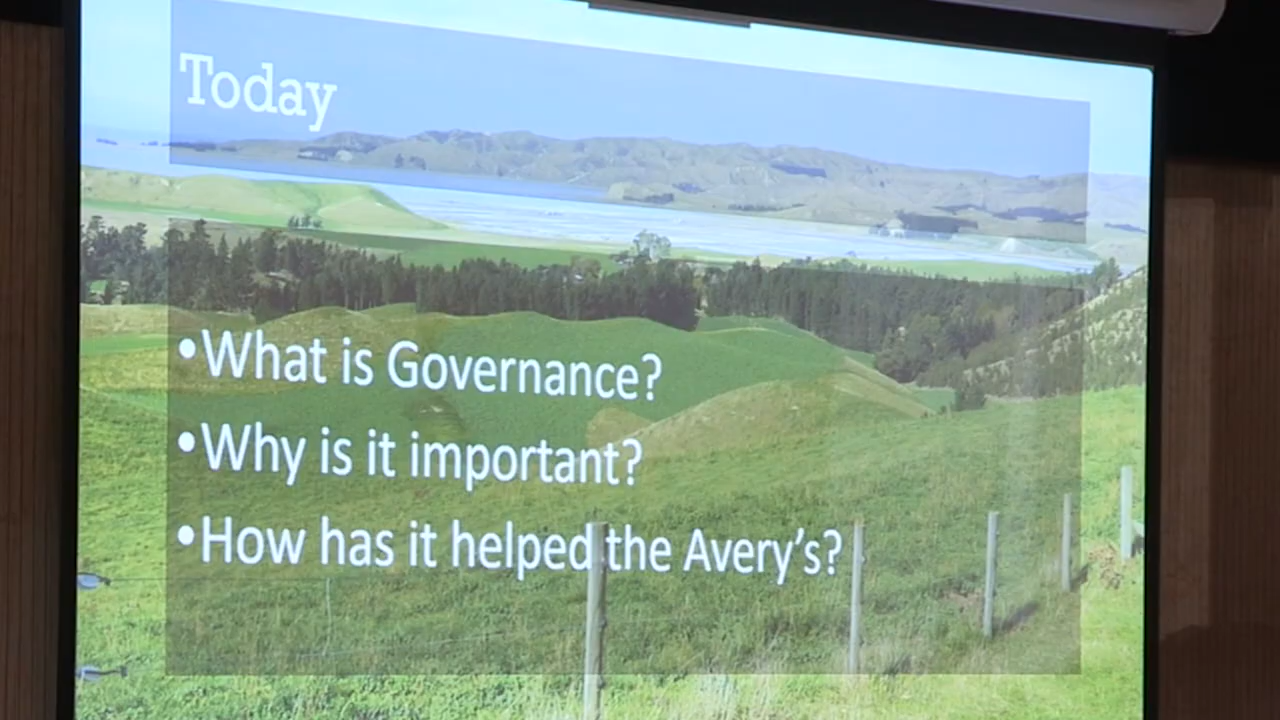 Today
•What is Governance?
•Why is it important?
•How has it helped the Avery's?